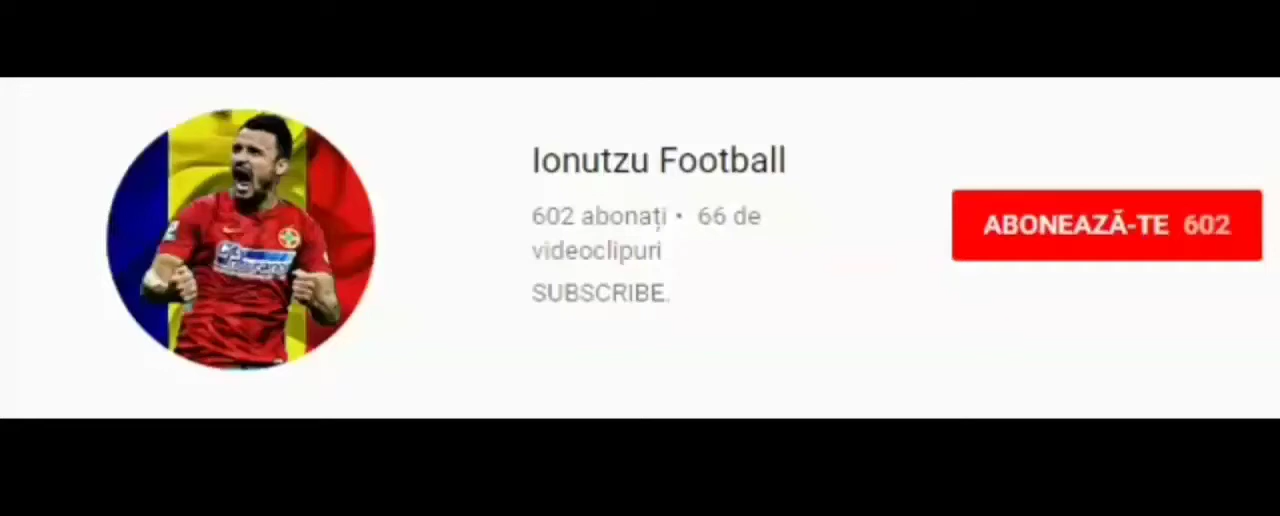 Ionutzu Football
602 abonați • 66 de
videoclipuri
SUBSCRIBE.
ABONEAZĂ-TE 602